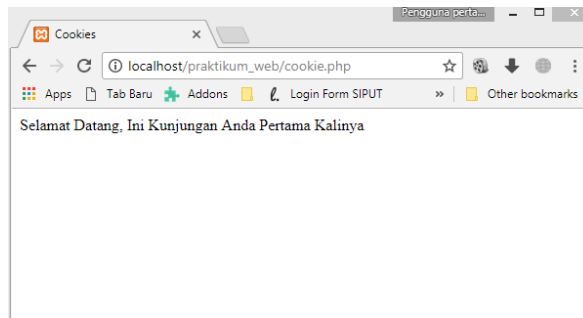 Pengguna perta...
Cookies
localhost/praktikum_web/cookie.php
Apps Tab Baru Addons Login Form SIPUT » Other bookmarks
Selamat Datang, Ini Kunjungan Anda Pertama Kalinya